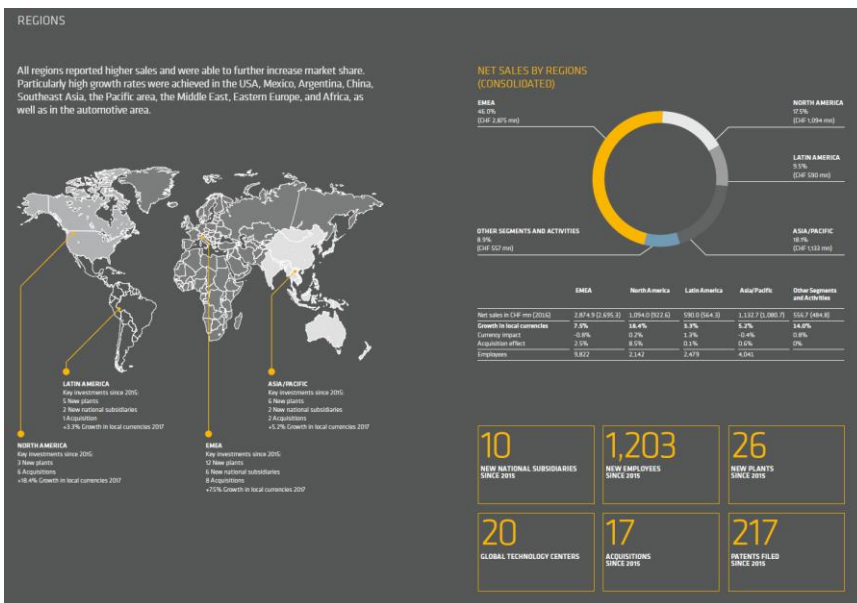 REGIONS
All regions reported higher sales and were able to further increase market share.
Particularly high growth rates were achieved in the USA, Mexico, Argentina, China,
Southeast Asia, the Pacific area, the Middle East, Eastern Europe, and Africa, as
well as in the automotive area.
LATIN AMERICA
Key investments since 2015:
5 New plants
2 New national subsidiaries
1 Acquisition
+3.3% Growth in local currencies 2017
NORTH AMERICA
Key investments since 2015:
3 New plants
6 Acquisitions
+18.4% Growth in local currencies 2017
ASIA/PACIFIC
Key investments since 2015:
6 New plants
2 New national subsidiaries
2 Acquisitions
+5.2% Growth in local currencies 2017
EMEA
Key investments since 2015:
12 New plants
6 New national subsidiaries
8 Acquisitions
+7.5% Growth in local currencies 2017
NET SALES BY REGIONS
(CONSOLIDATED)
EMEA
46.0%
(CHF 2,875 mn)
NORTH AMERICA
17.5%
(CHF 1,094 mn)
LATIN AMERICA
9.5%
(CHF 590 mn)
OTHER SEGMENTS AND ACTIVITIES
8.9%
(CHF 557 mn)
ASIA/PACIFIC
18.1%
(CHF 1,133 mn)
EMEA North America Latin America Asia/Pacific Other Segments and Activities
Net sales in CHF mn (2016) 2,874.9 (2,695.3) 1,094.0 (922.6) 590.0 (564.3) 1,132.7 (1,080.7) 556.7 (484.8)
Growth in local currencies 7.5% 18.4% 3.3% 5.2% 14.0%
Currency impact -0.8% 0.2% 1.3% -0.4% 0.8%
Acquisition effect 2.5% 8.5% 0.1% 0.6% 0%
Employees 9,822 2,142 2,479 4,041
10
NEW NATIONAL SUBSIDIARIES
SINCE 2015
1,203
NEW EMPLOYEES
SINCE 2015
26
NEW PLANTS
SINCE 2015
20
GLOBAL TECHNOLOGY CENTERS
17
ACQUISITIONS
SINCE 2015
217
PATENTS FILED
SINCE 2015